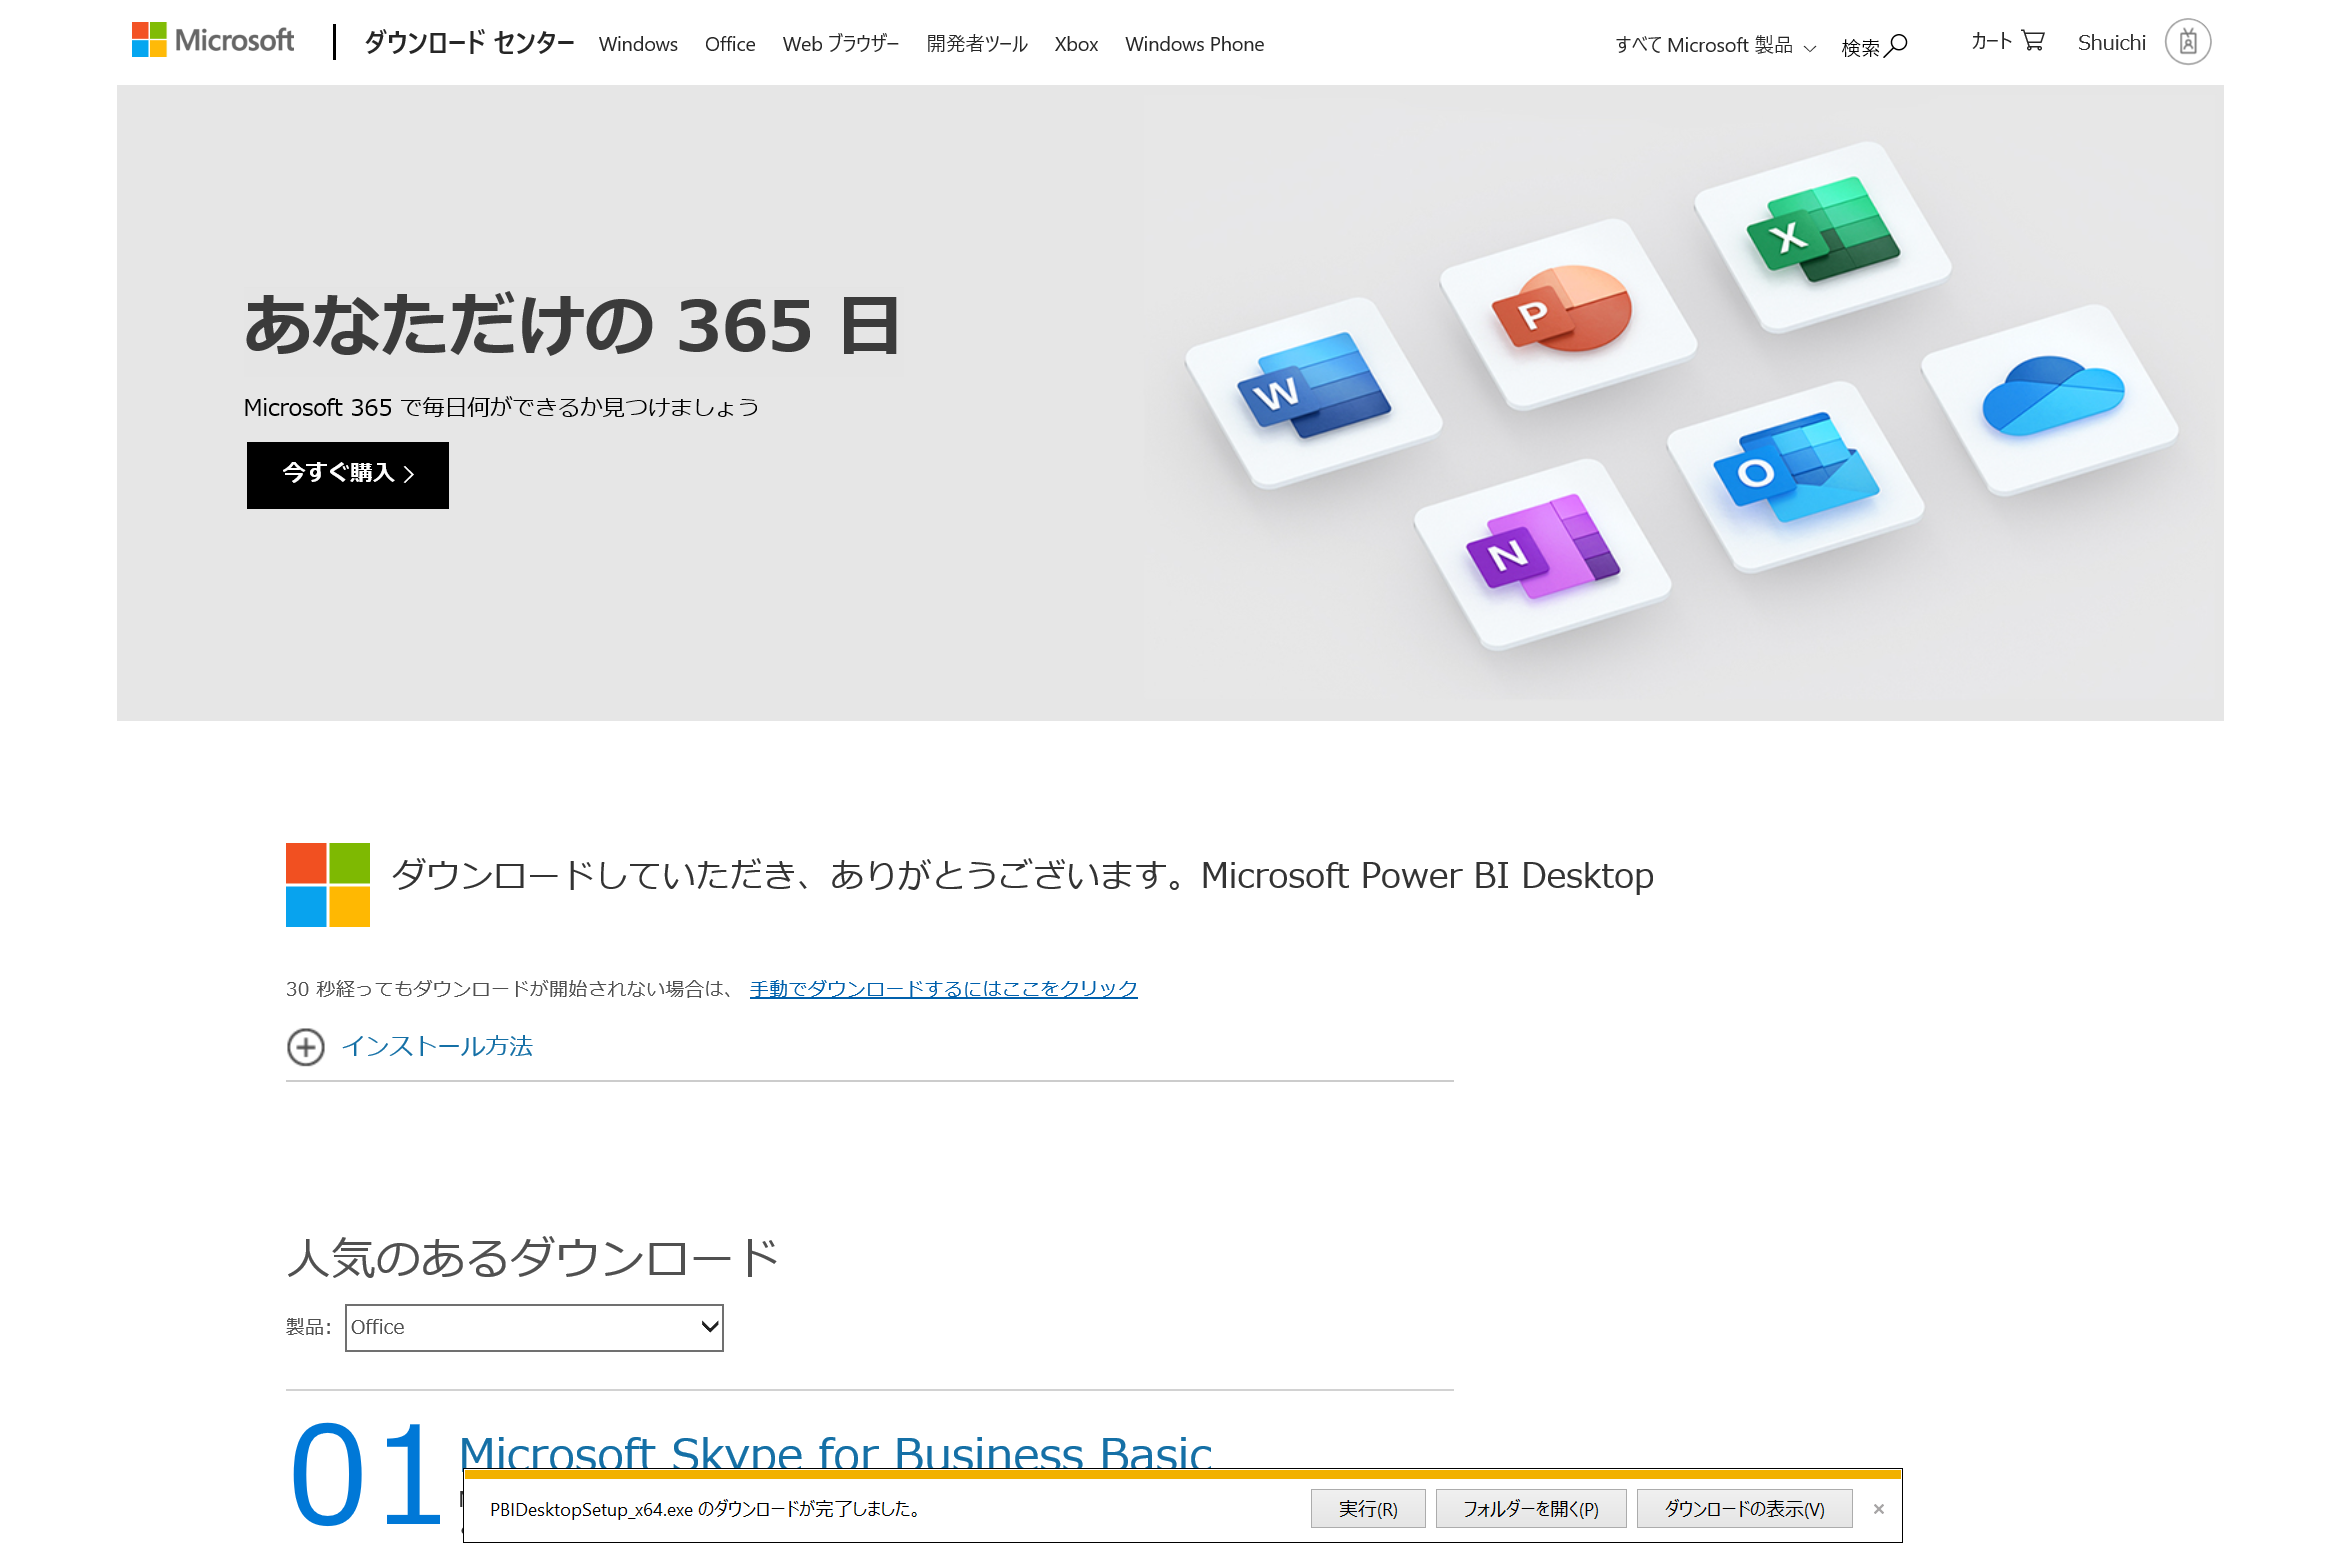 Microsoft
ダウンロード センター
Windows
Office
Web ブラウザー
開発者ツール
Xbox
Windows Phone
すべて Microsoft 製品
検索
カート
Shuichi
あなただけの 365 日
Microsoft 365 で毎日何ができるか見つけましょう
今すぐ購入
W
P
X
N
O
ダウンロードしていただき、ありがとうございます。Microsoft Power BI Desktop
30 秒経ってもダウンロードが開始されない場合は、 手動でダウンロードするにはここをクリック
インストール方法
人気のあるダウンロード
製品: Office
01 Microsoft Skype for Business Basic
PBIDesktopSetup_x64.exe のダウンロードが完了しました。
実行(R)
フォルダーを開く(P)
ダウンロードの表示(V)
×